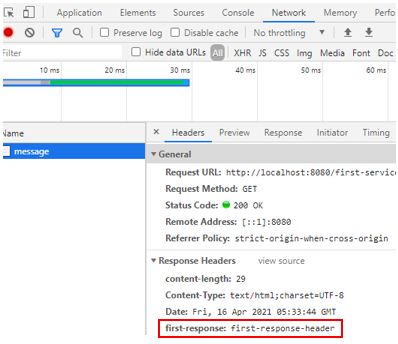 Application Elements Sources Console Network Memory Perfo
Preserve log Disable cache No throttling
Filter Hide data URLs All XHR JS CSS Img Media Font Doc
10 ms 20 ms 30 ms 40 ms 50 ms 60 ms
Name
message
× Headers Preview Response Initiator Timing
General
Request URL: http://localhost:8080/first-servic
Request Method: GET
Status Code: 200 OK
Remote Address: [::1]:8080
Referrer Policy: strict-origin-when-cross-origin
Response Headers view source
content-length: 29
Content-Type: text/html;charset=UTF-8
Date: Fri, 16 Apr 2021 05:33:44 GMT
first-response: first-response-header